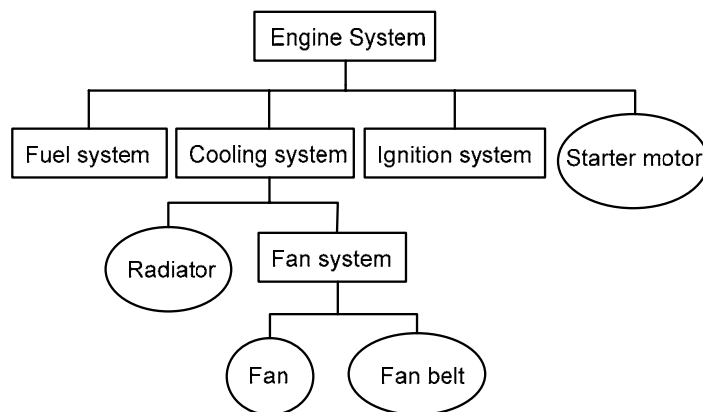 Engine System
Fuel system
Cooling system
Ignition system
Starter motor
Radiator
Fan system
Fan
Fan belt